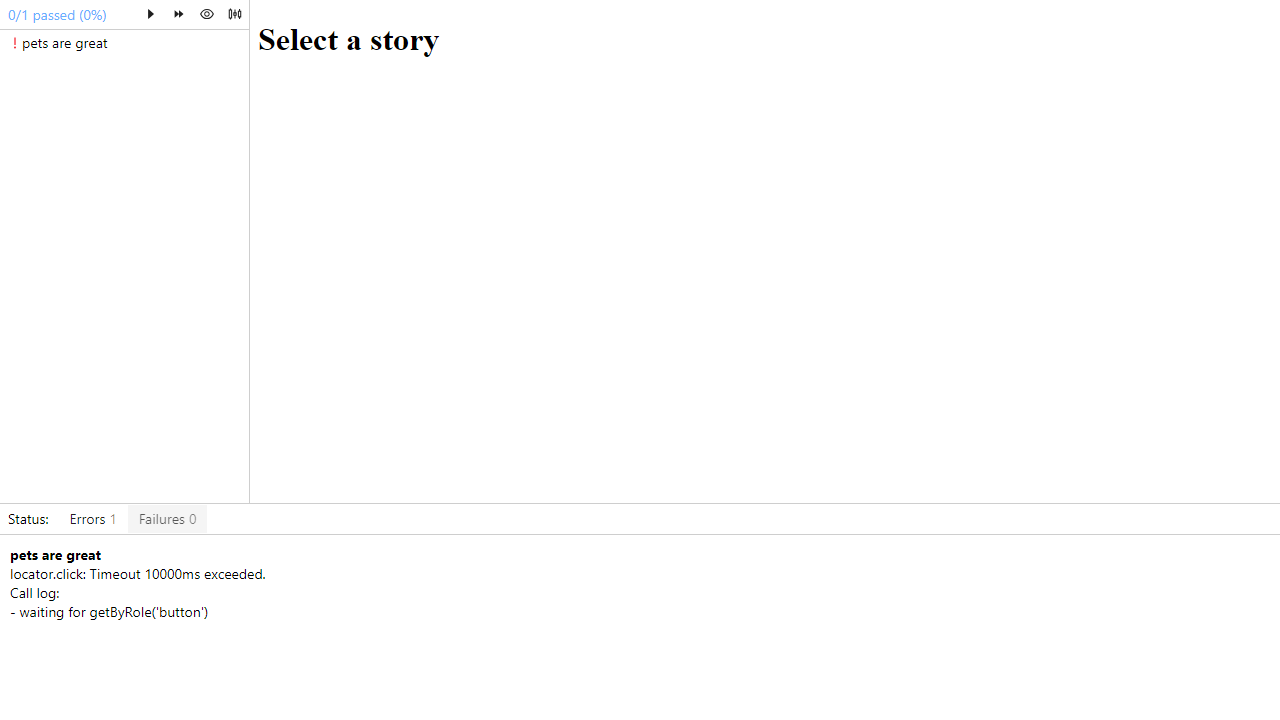 0/1 passed (0%)
! pets are great
Select a story
Status: Errors 1 Failures 0
pets are great
locator.click: Timeout 10000ms exceeded.
Call log:
- waiting for getByRole('button')